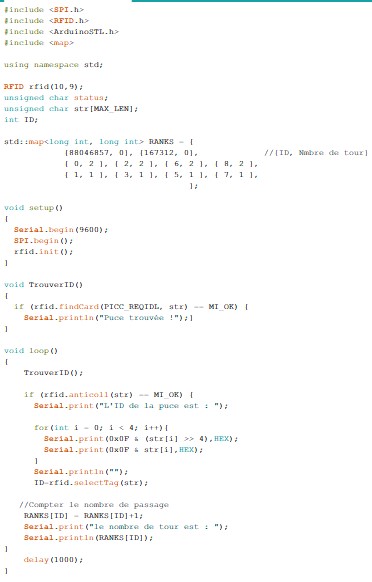 #include <SPI.h>
#include <RFID.h>
#include <ArduinoSTL.h>
#include <map>
using namespace std;
RFID rfid(10,9);
unsigned char status;
unsigned char str[MAX_LEN];
int ID;
std::map<long int, long int> RANKS = {
{88046857, 0}, {167312, 0}, //{ID, Nmbre de tour}
{ 0, 2 }, { 2, 2 }, { 6, 2 }, { 8, 2 },
{ 1, 1 }, { 3, 1 }, { 5, 1 }, { 7, 1 },
};
void setup()
{
Serial.begin(9600);
SPI.begin();
rfid.init();
}
void TrouverID()
{
if (rfid.findCard(PICC_REQIDL, str) == MI_OK) {
Serial.println("Puce trouvée !");}
}
void loop()
{
TrouverID();
if (rfid.anticoll(str) == MI_OK) {
Serial.print("L'ID de la puce est : ");
for(int i = 0; i < 4; i++){
Serial.print(0x0F & (str[i] >> 4),HEX);
Serial.print(0x0F & str[i],HEX);
}
Serial.println("");
ID=rfid.selectTag(str);
//Compter le nombre de passage
RANKS[ID] = RANKS[ID]+1;
Serial.print("le nombre de tour est : ");
Serial.println(RANKS[ID]);
}
delay(1000);
}